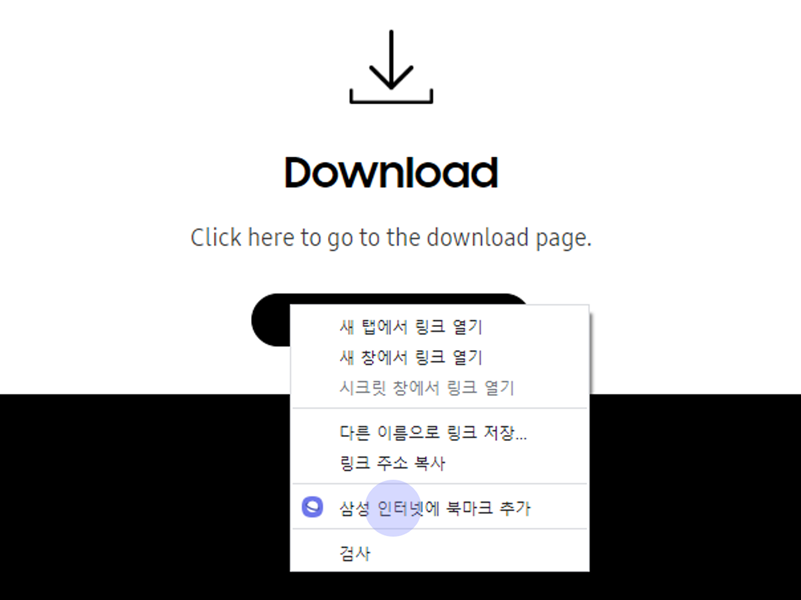 Download
Click here to go to the download page.
새 탭에서 링크 열기
새 창에서 링크 열기
시크릿 창에서 링크 열기
다른 이름으로 링크 저장...
링크 주소 복사
삼성 인터넷에 북마크 추가
검사